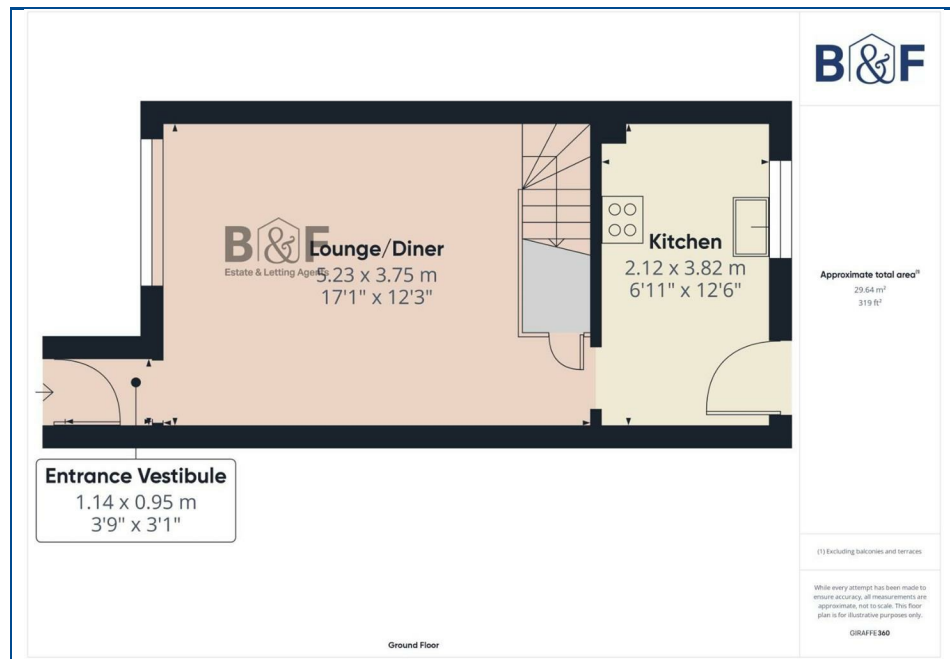 B&F
B&F
Estate & Letting Agents
Lounge/Diner
5.23 x 3.75 m
17'1" x 12'3"
Kitchen
2.12 x 3.82 m
6'11" x 12'6"
Entrance Vestibule
1.14 x 0.95 m
3'9" x 3'1"
Ground Floor
Approximate total area⁽¹⁾
29.64 m²
319 ft²
(1) Excluding balconies and terraces
While every attempt has been made to
ensure accuracy, all measurements are
approximate, not to scale. This floor
plan is for illustrative purposes only.
GIRAFFE360